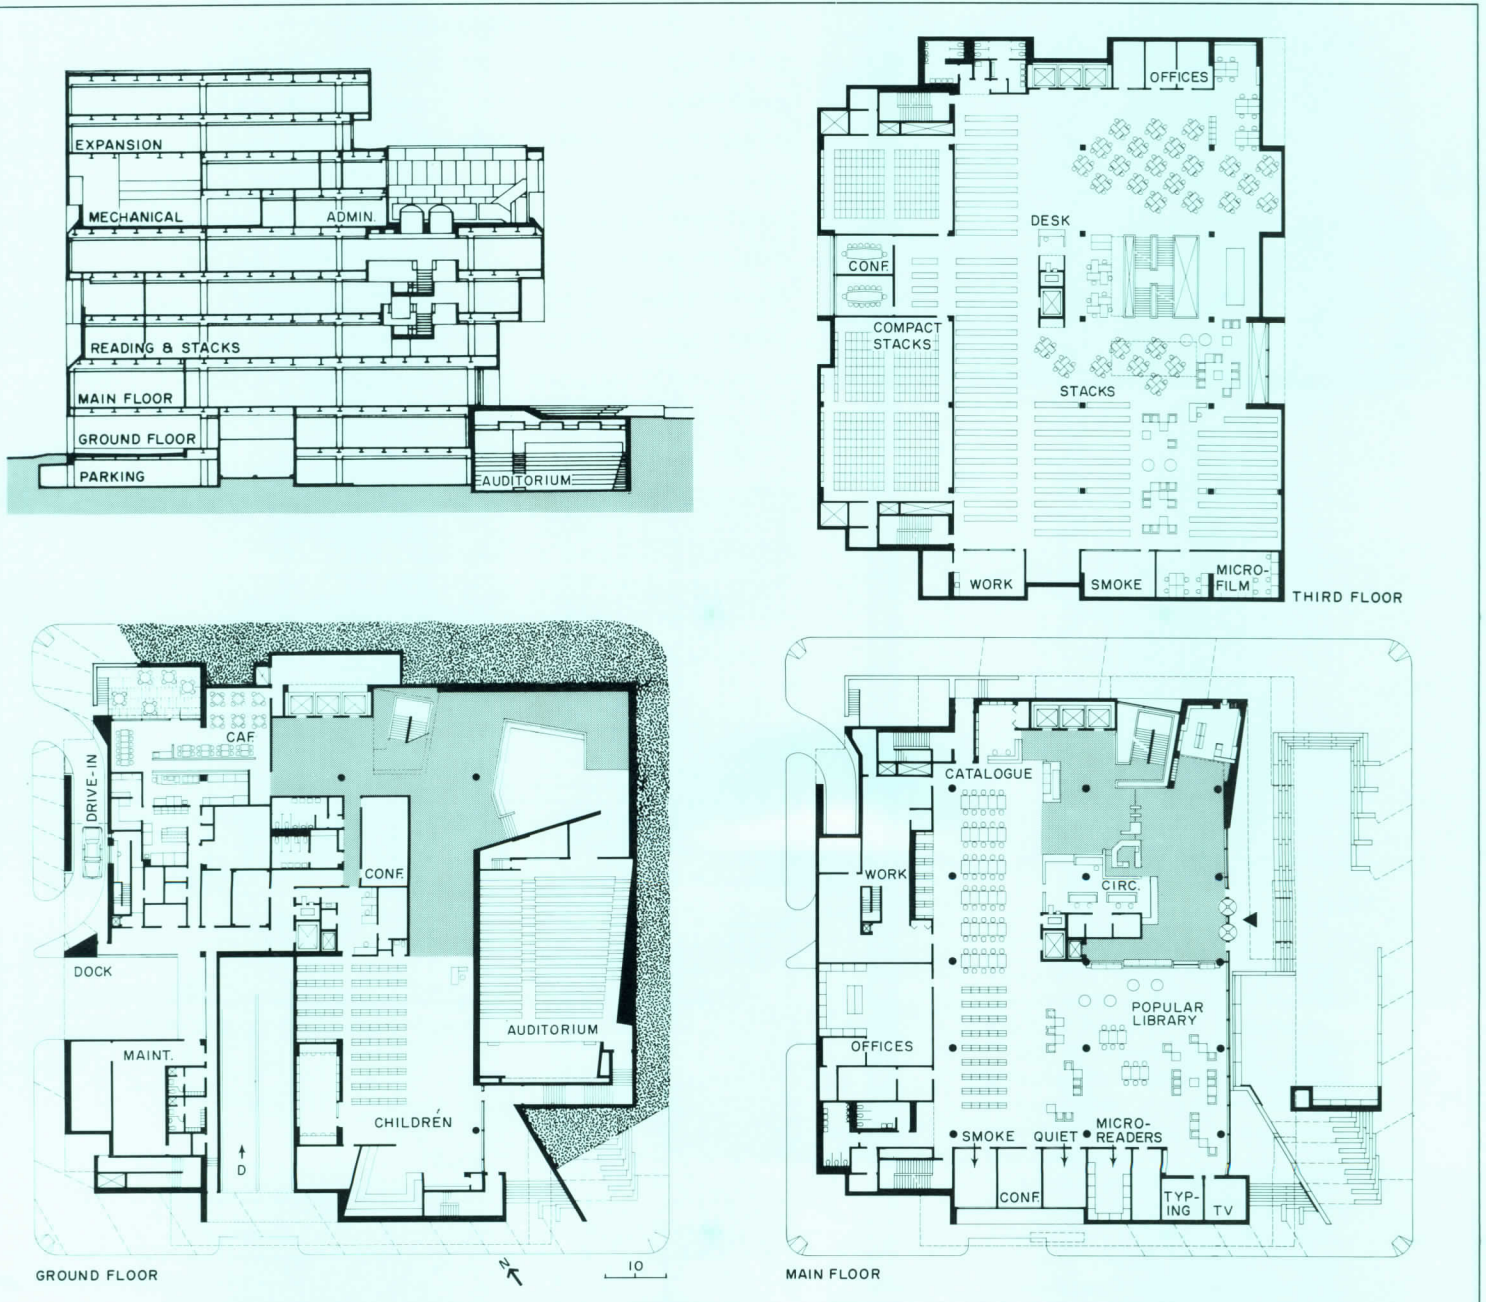 EXPANSION
MECHANICAL
ADMIN.
READING & STACKS
MAIN FLOOR
GROUND FLOOR
PARKING
AUDITORIUM
OFFICES
DESK
CONF.
COMPACT
STACKS
STACKS
WORK
SMOKE
MICRO-
FILM
THIRD FLOOR
CAF.
DRIVE-IN
CONF.
DOCK
AUDITORIUM
MAINT.
CHILDREN
D
GROUND FLOOR
N
10
CATALOGUE
WORK
CIRC.
POPULAR
LIBRARY
OFFICES
SMOKE
QUIET
MICRO-
READERS
CONF.
TYP-
ING
TV
MAIN FLOOR